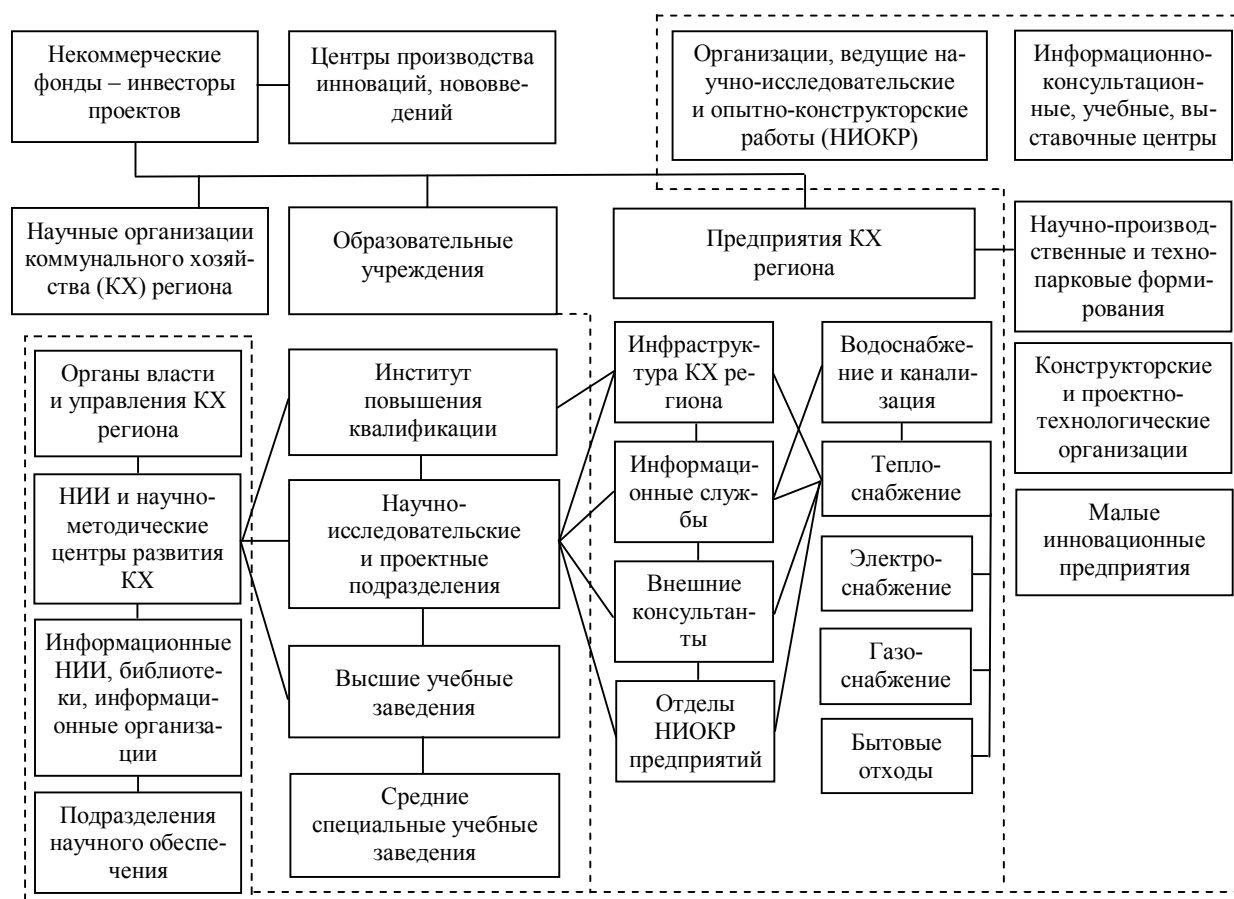 Некоммерческие
фонды – инвесторы
проектов
Центры производства
инноваций, нововве-
дений
Организации, ведущие на-
учно-исследовательские
и опытно-конструкторские
работы (НИОКР)
Информационно-
консультацион-
ные, учебные, вы-
ставочные центры
Научные организации
коммунального хозяй-
ства (КХ) региона
Образовательные
учреждения
Предприятия КХ
региона
Научно-производ-
ственные и техно-
парковые форми-
рования
Органы власти
и управления КХ
региона
Институт
повышения
квалификации
Инфраструк-
тура КХ ре-
гиона
Водоснабже-
ние и канали-
зация
Конструкторские
и проектно-
технологические
организации
НИИ и научно-
методические
центры развития
КХ
Научно-
исследовательские
и проектные
подразделения
Информаци-
онные служ-
бы
Тепло-
снабжение
Малые
инновационные
предприятия
Электро-
снабжение
Внешние
консультан-
ты
Информационные
НИИ, библиоте-
ки, информаци-
онные организа-
ции
Высшие учебные
заведения
Газо-
снабжение
Отделы
НИОКР
предприятий
Бытовые
отходы
Подразделения
научного обеспе-
чения
Средние
специальные учебные
заведения